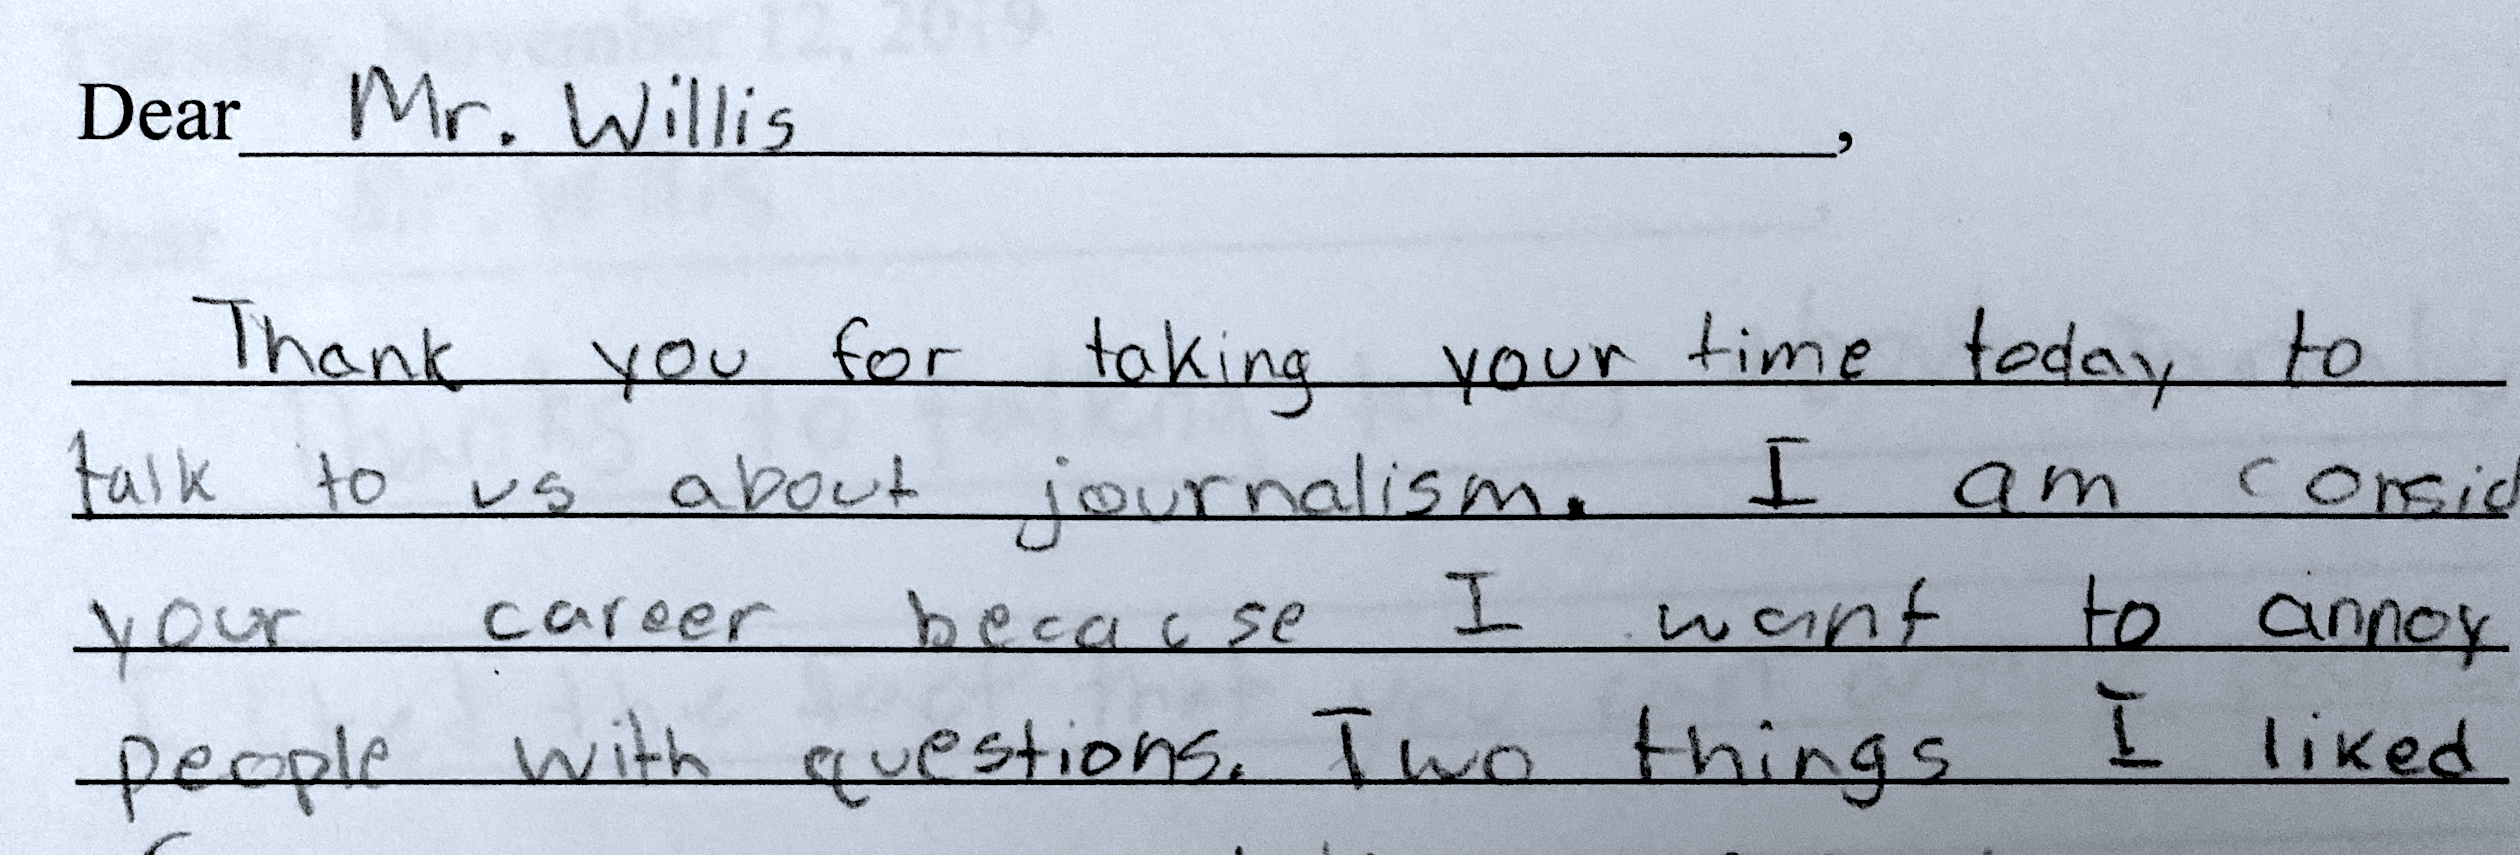 Dear Mr. Willis,
Thank you for taking your time today to
talk to us about journalism. I am consid
your career because I want to annoy
people with questions. Two things I liked